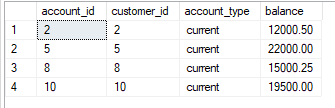 account_id customer_id account_type balance
1 2 2 current 12000.50
2 5 5 current 22000.00
3 8 8 current 15000.25
4 10 10 current 19500.00